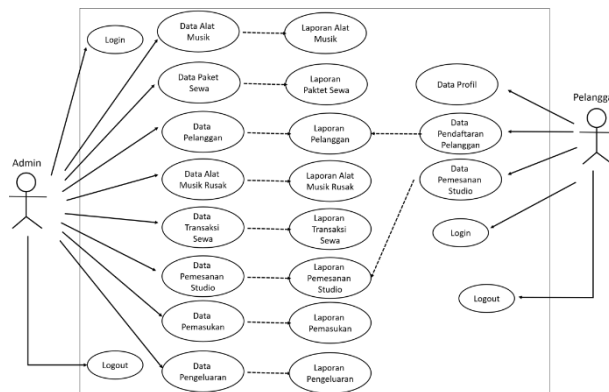 Admin
Login
Data Alat
Musik
Laporan Alat
Musik
Data Paket
Sewa
Laporan
Paktet Sewa
Data
Pelanggan
Laporan
Pelanggan
Data Alat
Musik Rusak
Laporan Alat
Musik Rusak
Data
Transaksi
Sewa
Laporan
Transaksi
Sewa
Data
Pemesanan
Studio
Laporan
Pemesanan
Studio
Data
Pemasukan
Laporan
Pemasukan
Data
Pengeluaran
Laporan
Pengeluaran
Logout
Data Profil
Data
Pendaftaran
Pelanggan
Data
Pemesanan
Studio
Login
Logout
Pelangga